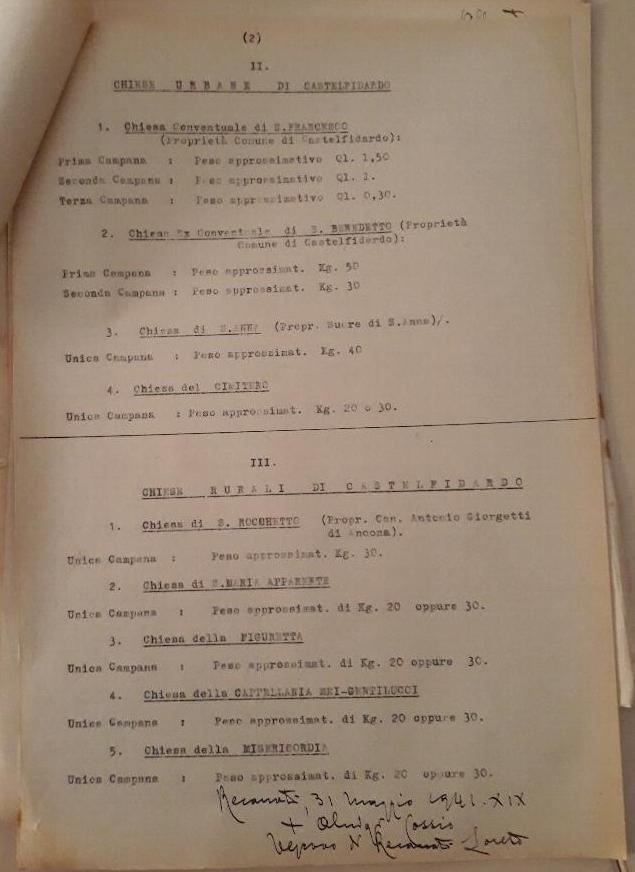 (2)
II.
CHIESE URBANE DI CASTELFIDARDO
1. Chiesa Conventuale di S.FRANCESCO
(Proprietà Comune di Castelfidardo):
Prima Campana : Peso approssimativo Ql. 1,50
Seconda Campana : Peso approssimativo Ql. 1.
Terza Campana : Peso approssimativo Ql. 0,30.
2. Chiesa Ex Conventuale di S. BENEDETTO (Proprietà
Comune di Castelfidardo):
Prima Campana : Peso approssimat. Kg. 50
Seconda Campana : Peso approssimat. Kg. 30
3. Chiesa di S.ANNA (Propr. Suore di S.Anna)/.
Unica Campana : Peso approssimat. Kg. 40
4. Chiesa del CIMITERO
Unica Campana : Peso approssimat. Kg. 20 o 30.
III.
CHIESE RURALI DI CASTELFIDARDO
1. Chiesa di S. ROCCHETTO (Propr. Can. Antonio Giorgetti
di Ancona).
Unica Campana : Peso approssimat. Kg. 30.
2. Chiesa di S.MARIA APPARENTE
Unica Campana : Peso approssimat. di Kg. 20 oppure 30.
3. Chiesa della FIGURETTA
Unica Campana : Peso approssimat. di Kg. 20 oppure 30.
4. Chiesa della CAPPELLANIA MEI-GENTILUCCI
Unica Campana : Peso approssimat. di Kg. 20 oppure 30.
5. Chiesa della MISERICORDIA
Unica Campana : Peso approssimat. di Kg. 20 oppure 30.
Recanati, 31 Maggio 1941. XIX
+ Aluigi Cossio
Vescovo di Recanati Loreto